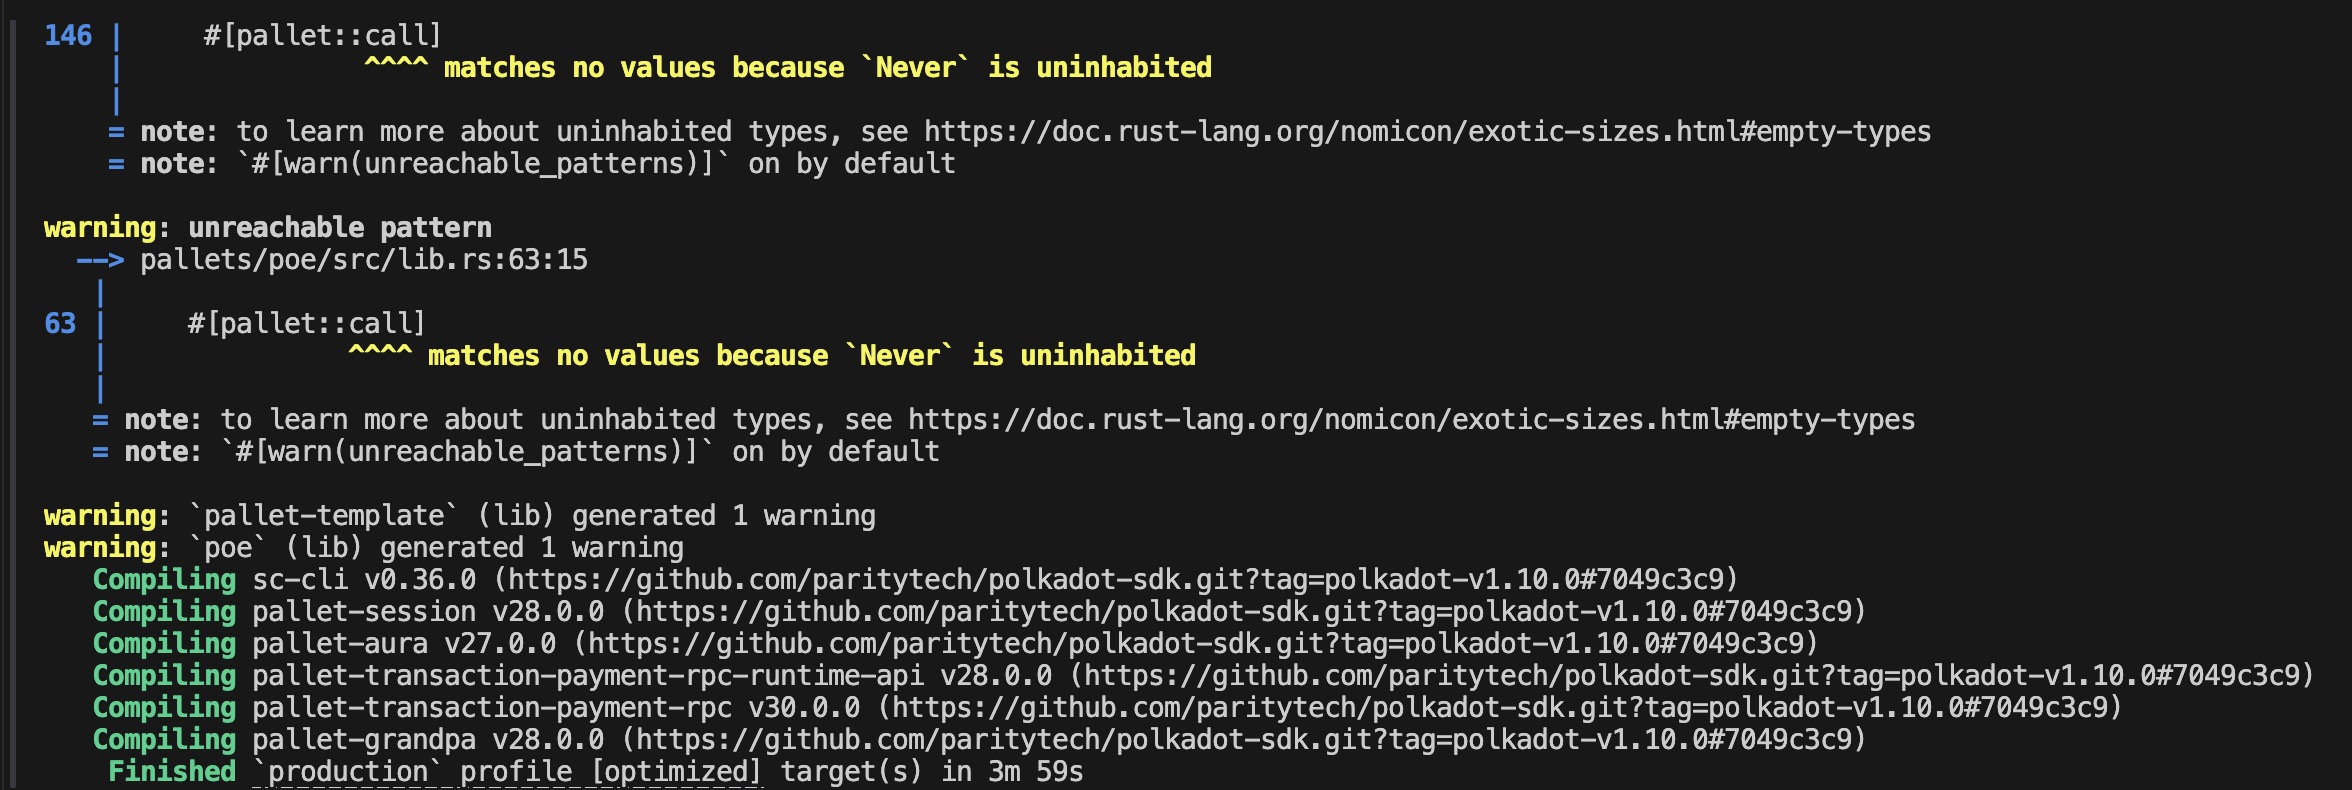 146 |     #[pallet::call]
    |               ^^^^ matches no values because `Never` is uninhabited
    |
    = note: to learn more about uninhabited types, see https://doc.rust-lang.org/nomicon/exotic-sizes.html#empty-types
    = note: `#[warn(unreachable_patterns)]` on by default
warning: unreachable pattern
  --> pallets/poe/src/lib.rs:63:15
   |
63 |     #[pallet::call]
   |               ^^^^ matches no values because `Never` is uninhabited
   |
   = note: to learn more about uninhabited types, see https://doc.rust-lang.org/nomicon/exotic-sizes.html#empty-types
   = note: `#[warn(unreachable_patterns)]` on by default
warning: `pallet-template` (lib) generated 1 warning
warning: `poe` (lib) generated 1 warning
   Compiling sc-cli v0.36.0 (https://github.com/paritytech/polkadot-sdk.git?tag=polkadot-v1.10.0#7049c3c9)
   Compiling pallet-session v28.0.0 (https://github.com/paritytech/polkadot-sdk.git?tag=polkadot-v1.10.0#7049c3c9)
   Compiling pallet-aura v27.0.0 (https://github.com/paritytech/polkadot-sdk.git?tag=polkadot-v1.10.0#7049c3c9)
   Compiling pallet-transaction-payment-rpc-runtime-api v28.0.0 (https://github.com/paritytech/polkadot-sdk.git?tag=polkadot-v1.10.0#7049c3c9)
   Compiling pallet-transaction-payment-rpc v30.0.0 (https://github.com/paritytech/polkadot-sdk.git?tag=polkadot-v1.10.0#7049c3c9)
   Compiling pallet-grandpa v28.0.0 (https://github.com/paritytech/polkadot-sdk.git?tag=polkadot-v1.10.0#7049c3c9)
    Finished `production` profile [optimized] target(s) in 3m 59s